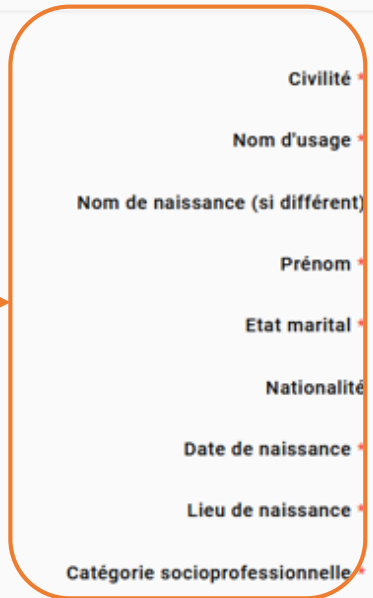 Civilité *
Nom d'usage *
Nom de naissance (si différent)
Prénom *
Etat marital *
Nationalité
Date de naissance *
Lieu de naissance *
Catégorie socioprofessionnelle *